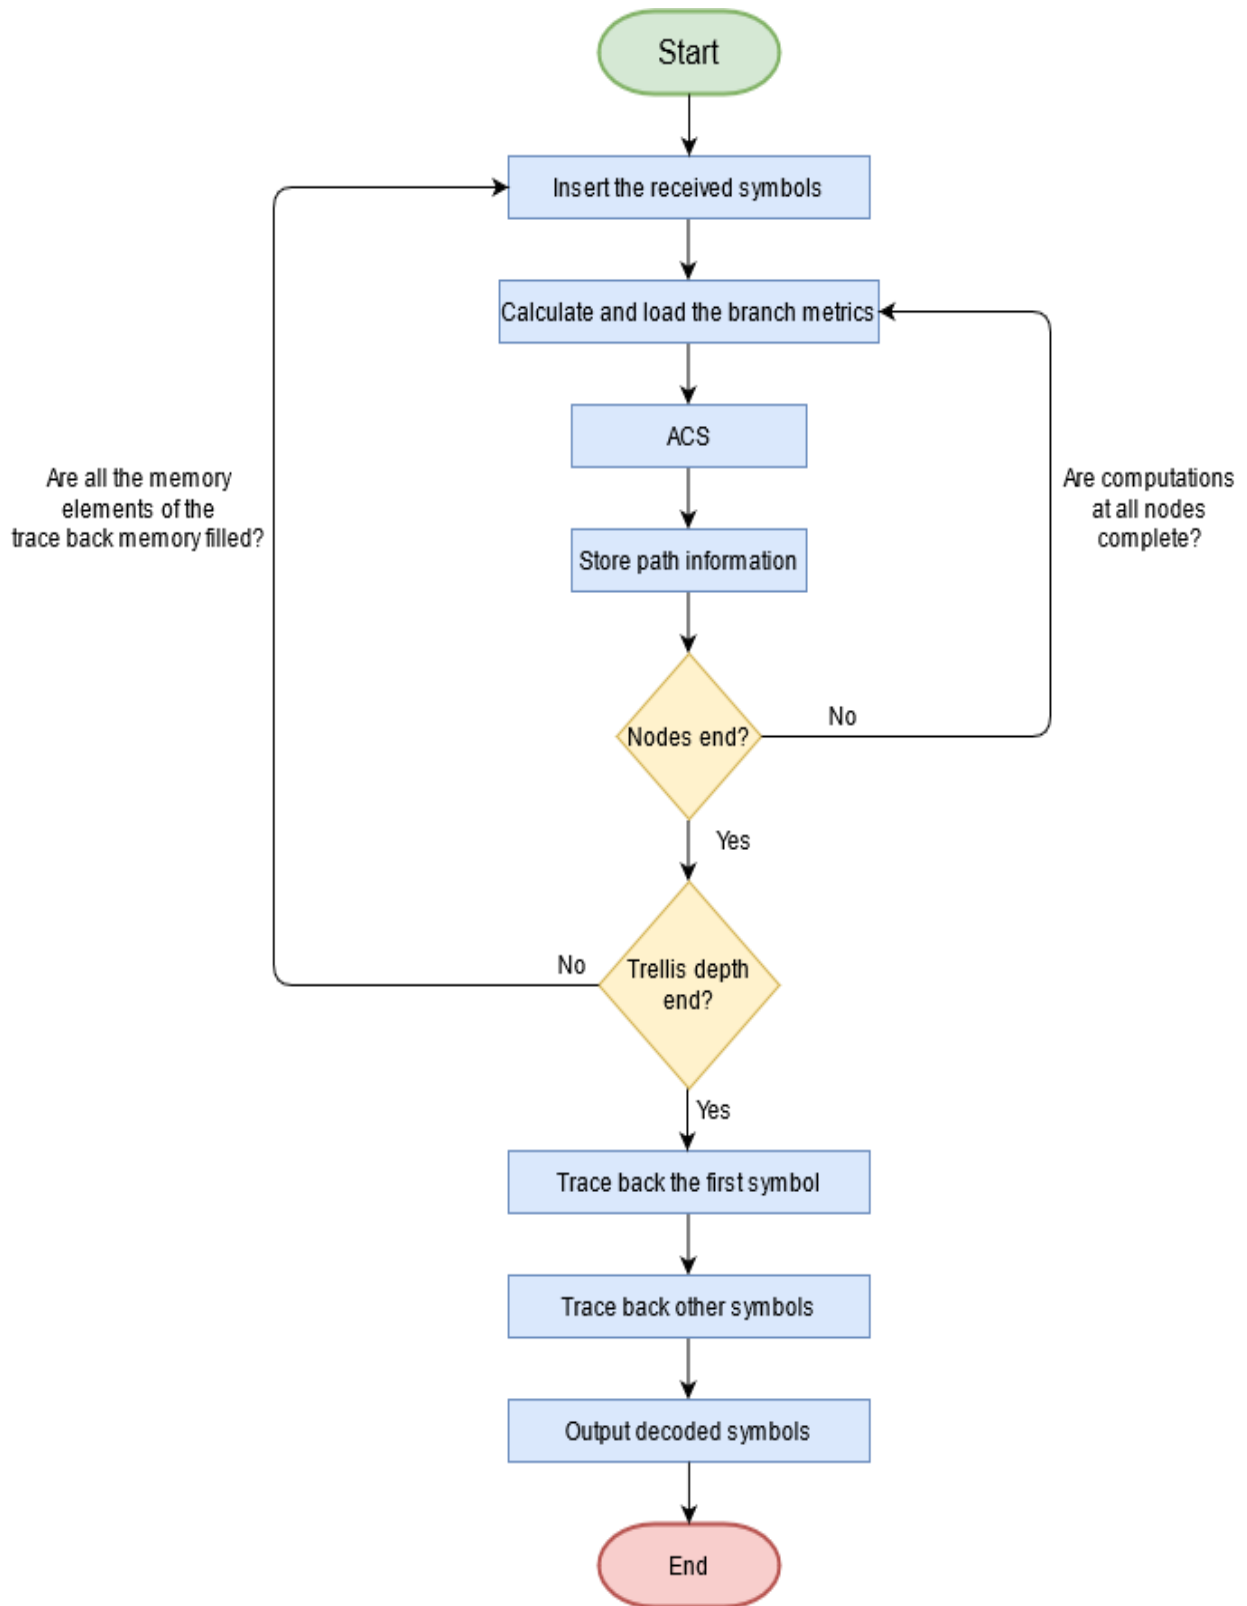 Start
Insert the received symbols
Calculate and load the branch metrics
ACS
Are all the memory
elements of the
trace back memory filled?
Are computations
at all nodes
complete?
Store path information
Nodes end?
No
Yes
No
Trellis depth
end?
Yes
Trace back the first symbol
Trace back other symbols
Output decoded symbols
End